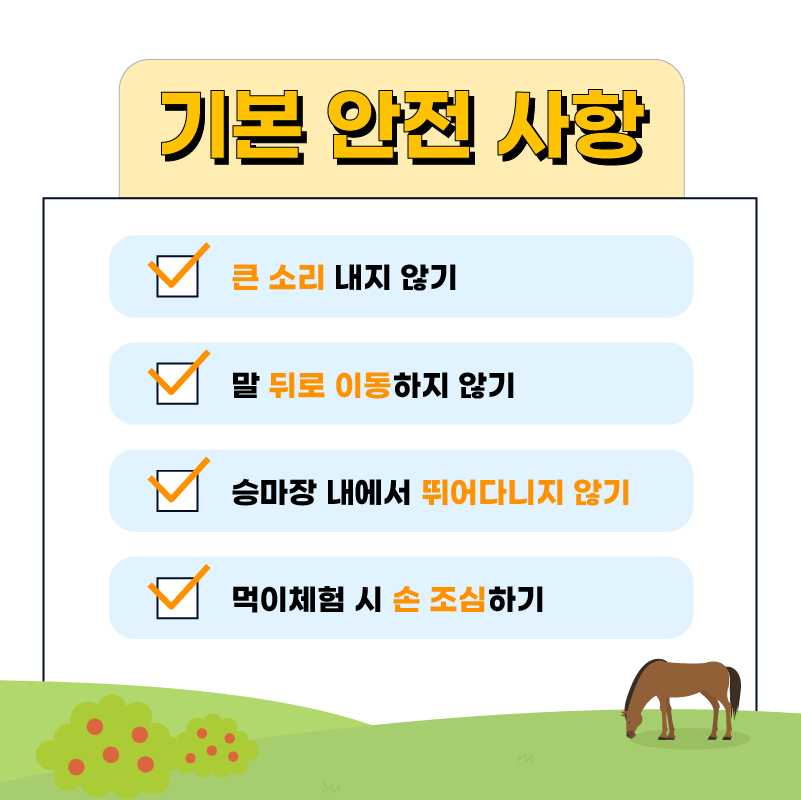 기본 안전 사항
큰 소리 내지 않기
말 뒤로 이동하지 않기
승마장 내에서 뛰어다니지 않기
먹이체험 시 손 조심하기